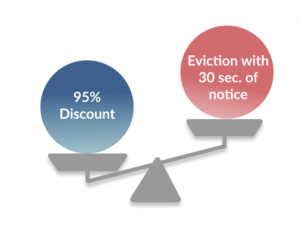 95%
Discount
Eviction with
30 sec. of
notice